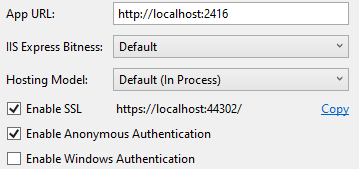 App URL: http://localhost:2416
IIS Express Bitness: Default
Hosting Model: Default (In Process)
Enable SSL https://localhost:44302/ Copy
Enable Anonymous Authentication
Enable Windows Authentication